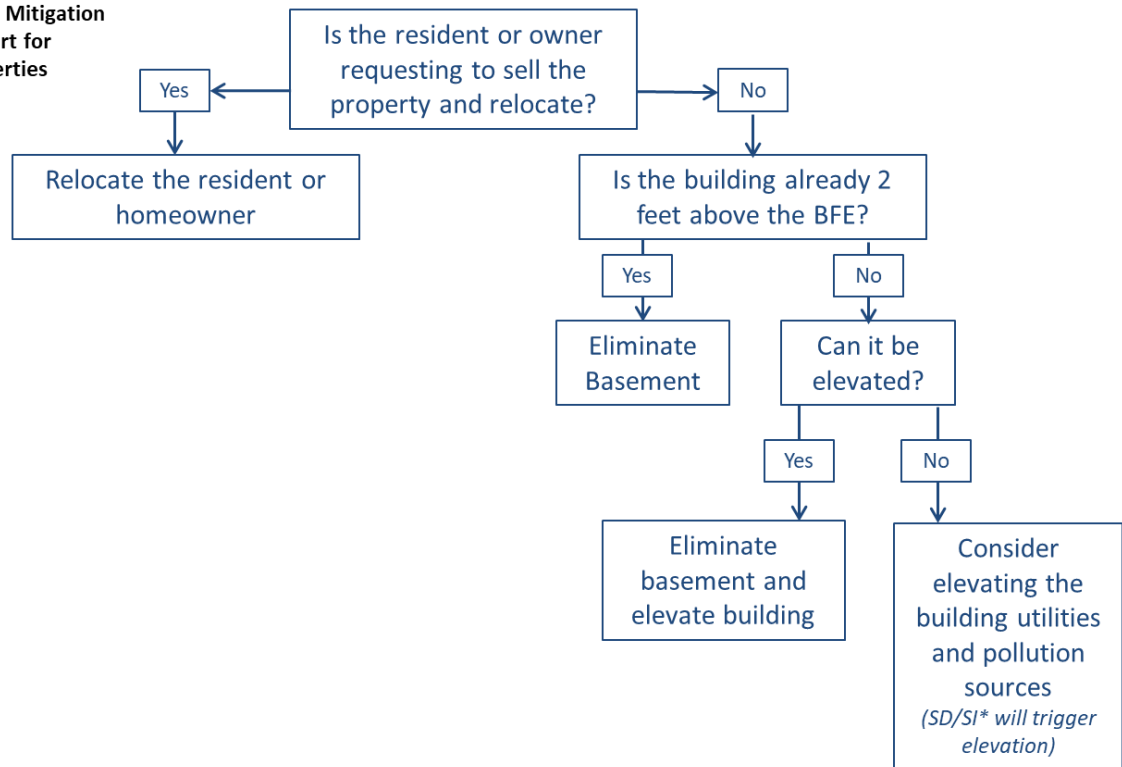 Mitigation
rt for
erties
Is the resident or owner
requesting to sell the
property and relocate?
Yes
No
Relocate the resident or
homeowner
Is the building already 2
feet above the BFE?
Yes
No
Eliminate
Basement
Can it be
elevated?
Yes
No
Eliminate
basement and
elevate building
Consider
elevating the
building utilities
and pollution
sources
(SD/SI* will trigger
elevation)